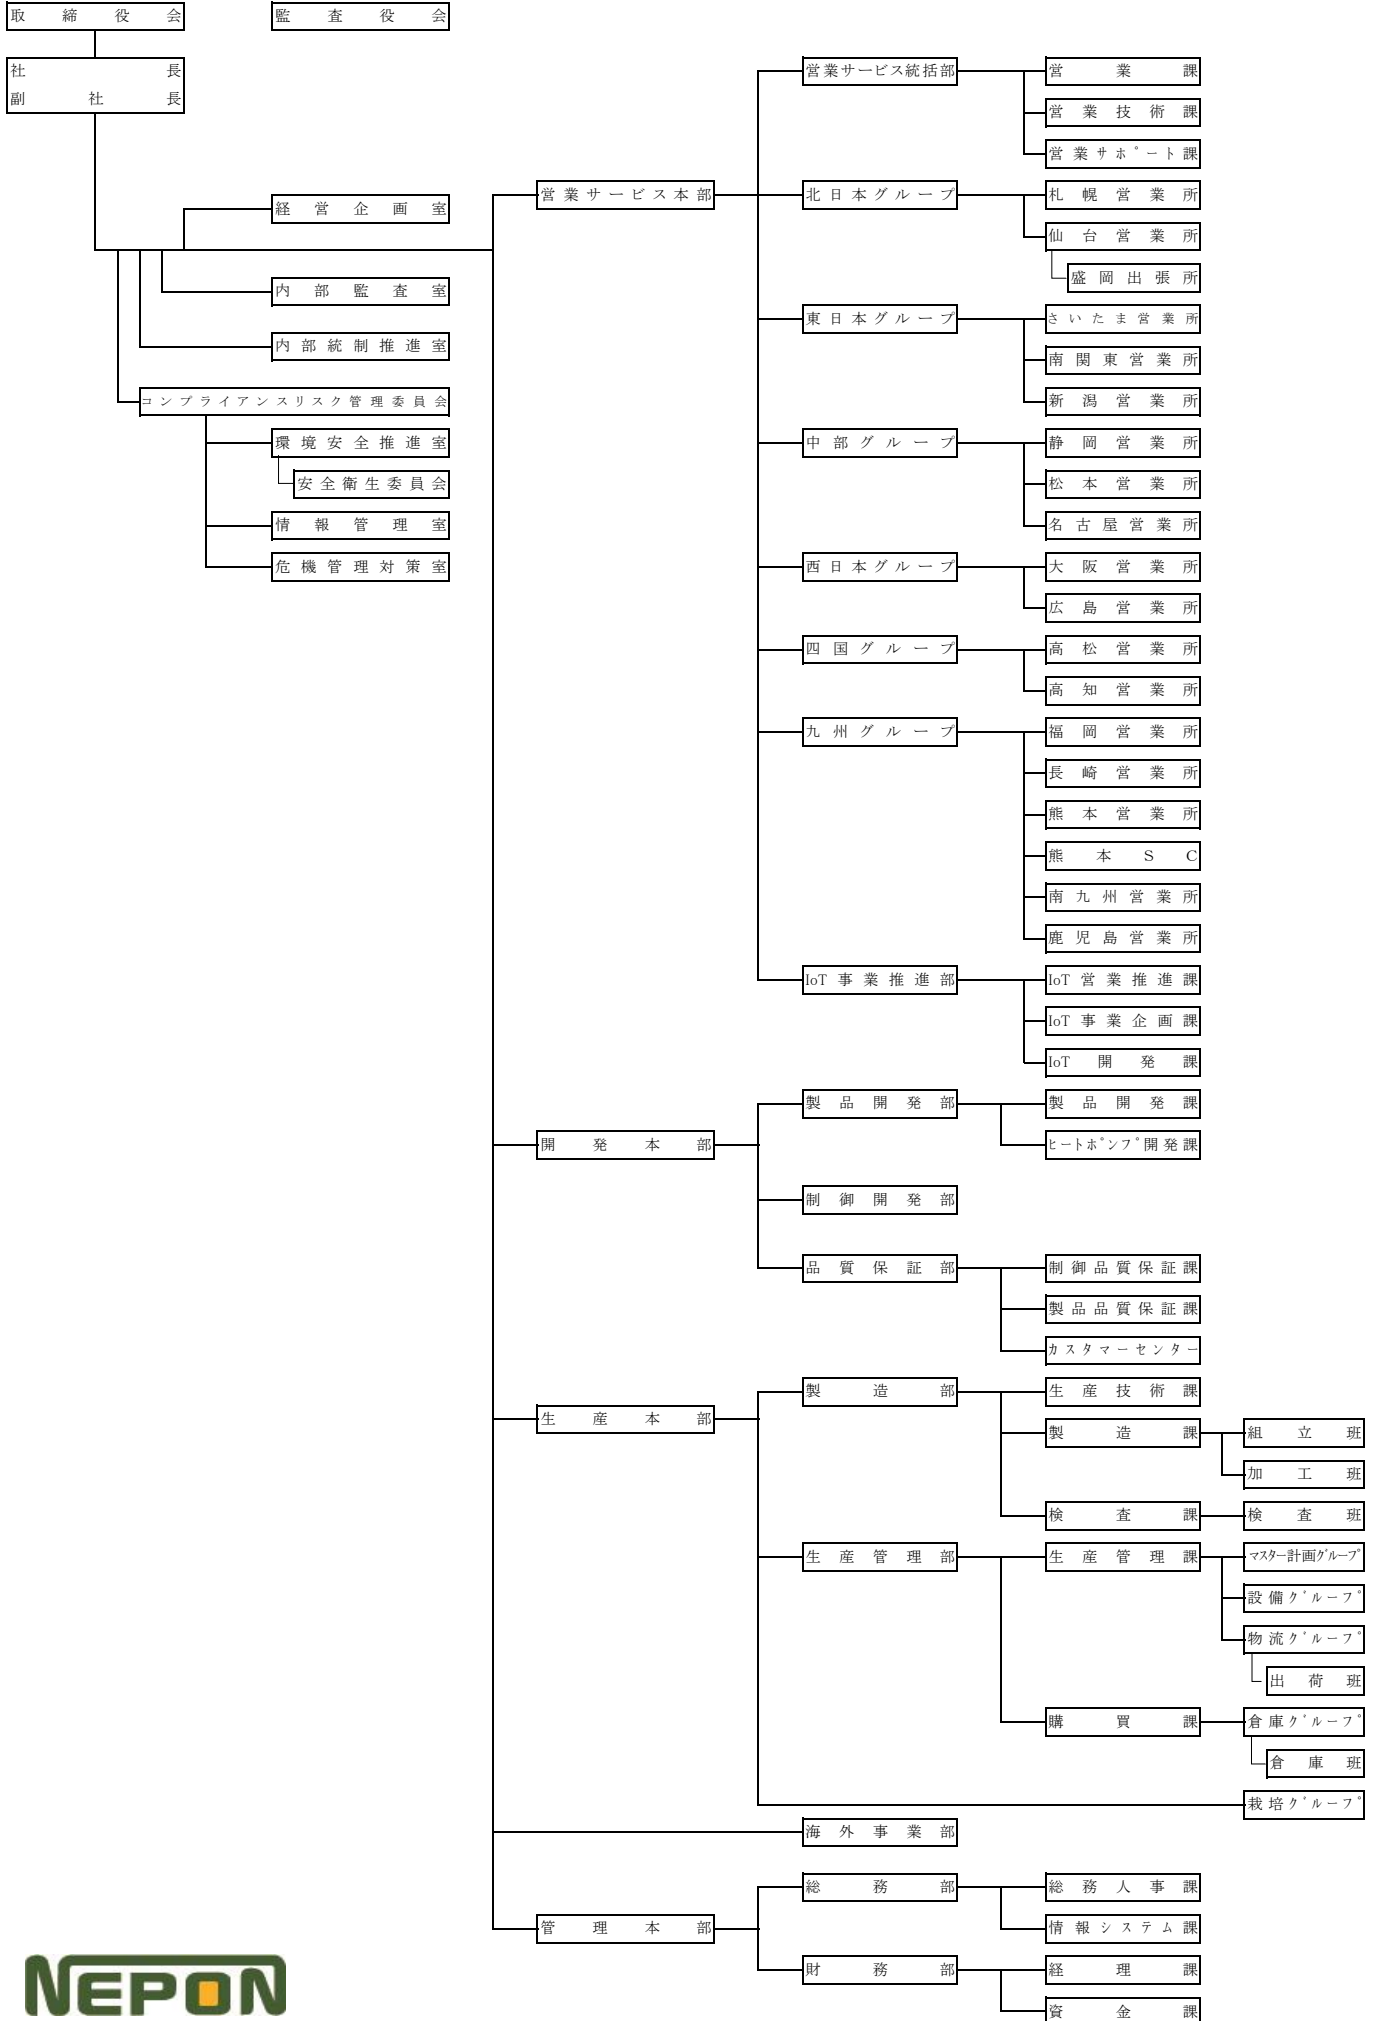 取締役会
監査役会
社長
副社長
営業サービス統括部
営業課
営業技術課
営業サポート課
経営企画室
営業サービス本部
北日本グループ
札幌営業所
仙台営業所
盛岡出張所
内部監査室
東日本グループ
さいたま営業所
内部統制推進室
南関東営業所
コンプライアンスリスク管理委員会
新潟営業所
環境安全推進室
中部グループ
静岡営業所
安全衛生委員会
松本営業所
情報管理室
名古屋営業所
危機管理対策室
西日本グループ
大阪営業所
広島営業所
四国グループ
高松営業所
高知営業所
九州グループ
福岡営業所
長崎営業所
熊本営業所
熊本SC
南九州営業所
鹿児島営業所
IoT事業推進部
IoT営業推進課
IoT事業企画課
IoT開発課
製品開発部
製品開発課
開発本部
ヒートポンプ開発課
制御開発部
品質保証部
制御品質保証課
製品品質保証課
カスタマーセンター
製造部
生産技術課
生産本部
製造課
組立班
加工班
検査課
検査班
生産管理部
生産管理課
マスター計画グループ
設備グループ
物流グループ
出荷班
購買課
倉庫グループ
倉庫班
栽培グループ
海外事業部
総務部
総務人事課
管理本部
情報システム課
財務部
経理課
資金課
NEPON